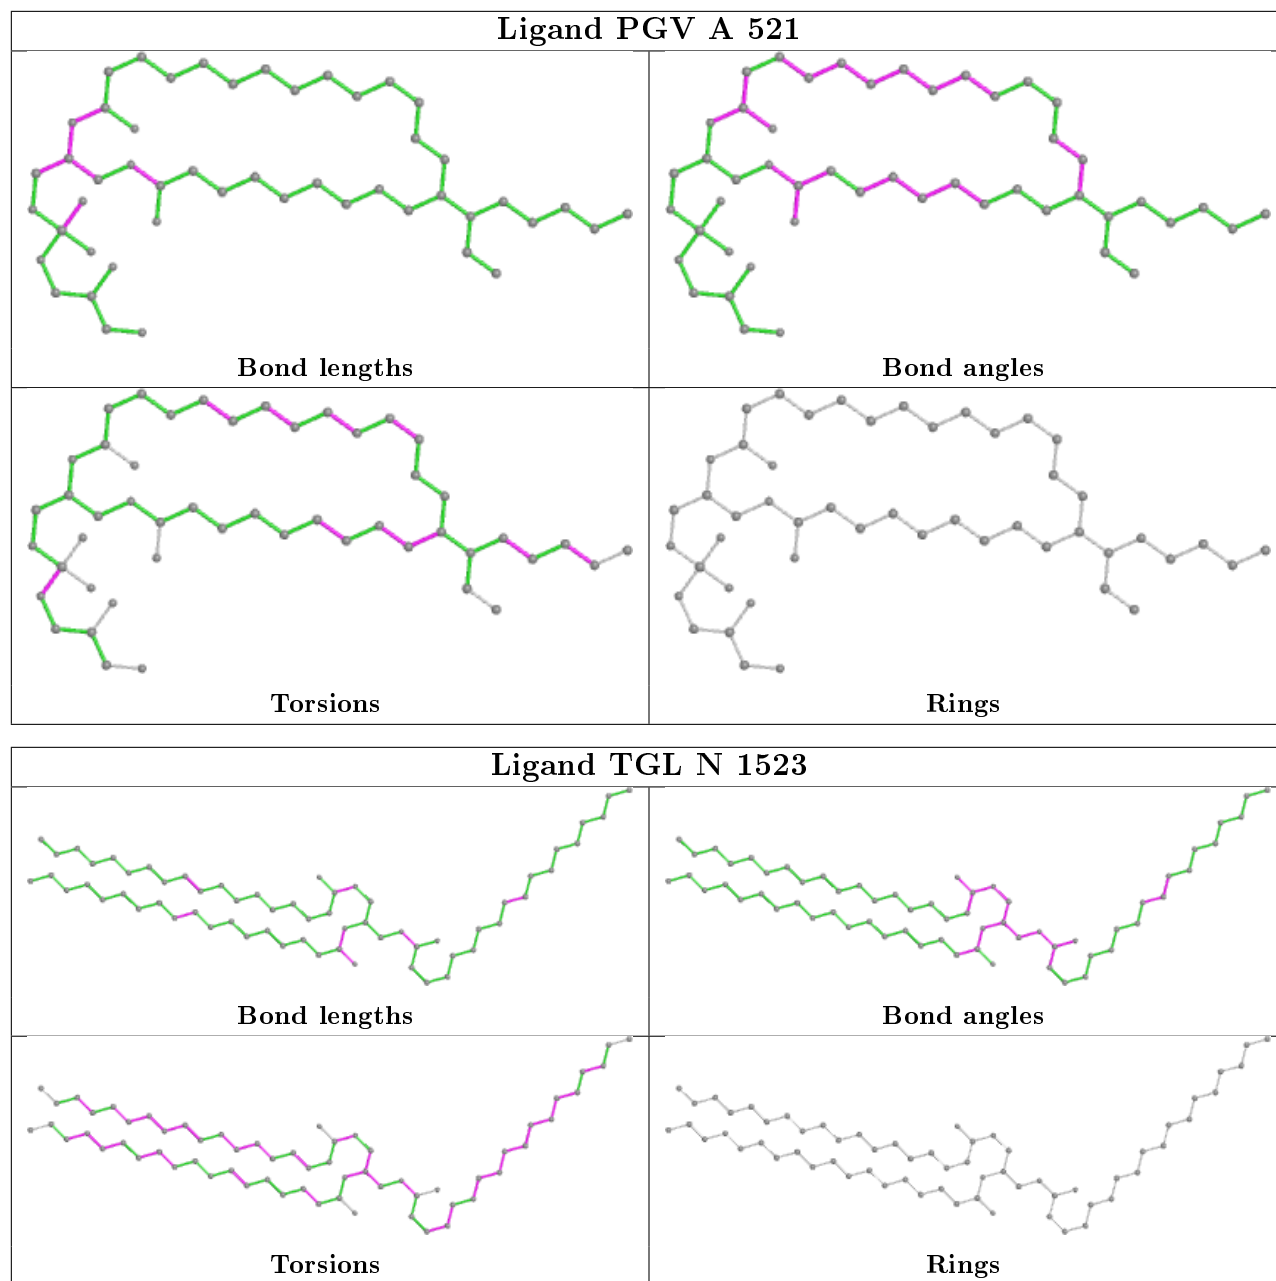 Ligand PGV A 521
Bond lengths
Bond angles
Torsions
Rings
Ligand TGL N 1523
Bond lengths
Bond angles
Torsions
Rings